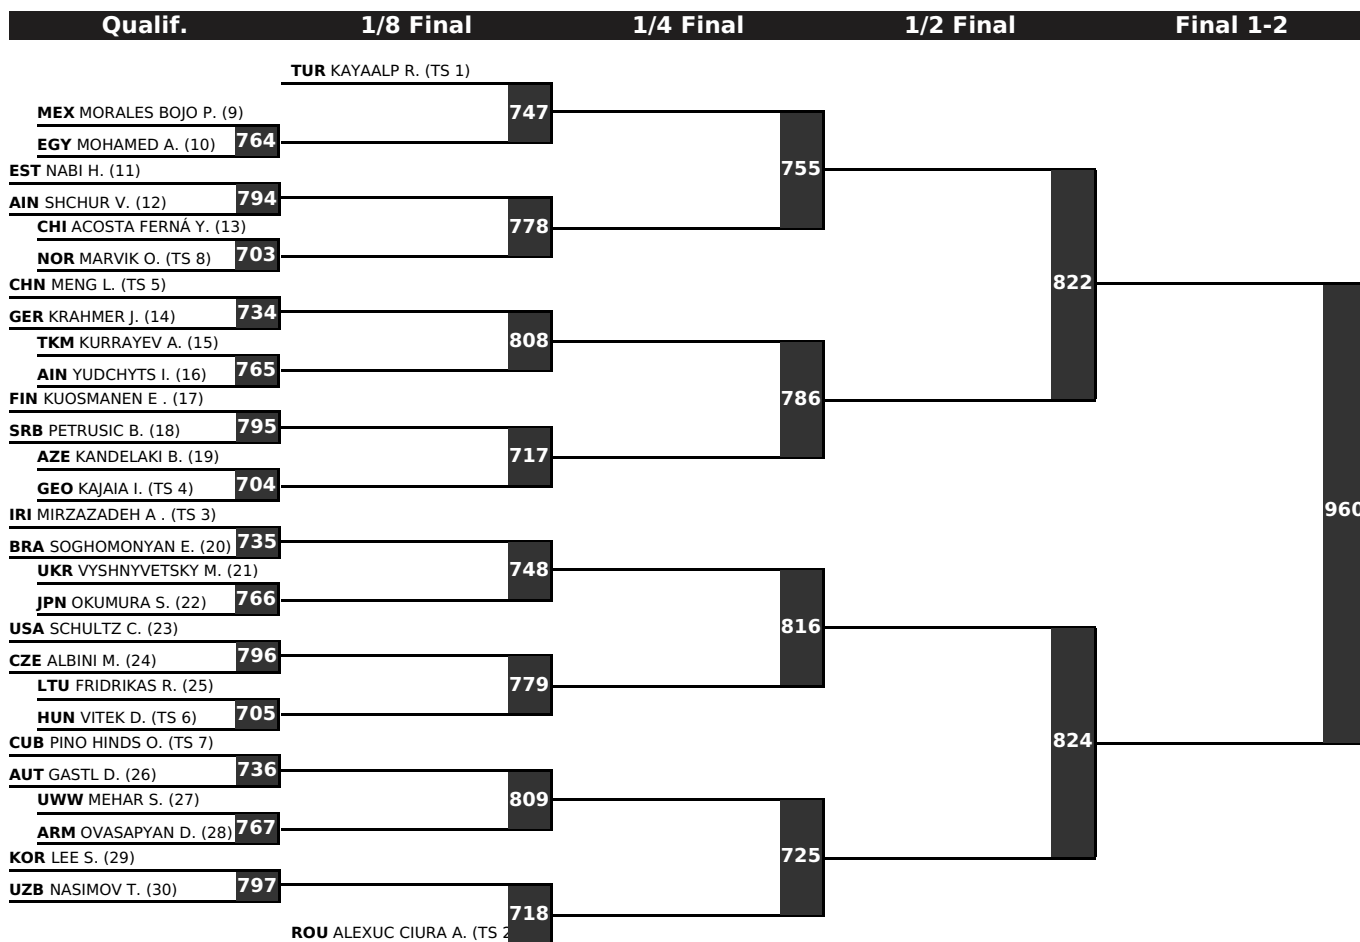 Qualif. 1/8 Final 1/4 Final 1/2 Final Final 1-2
TUR KAYAALP R. (TS 1)
747
MEX MORALES BOJO P. (9)
764
EGY MOHAMED A. (10)
755
EST NABI H. (11)
794
AIN SHCHUR V. (12)
778
CHI ACOSTA FERNÁ Y. (13)
703
NOR MARVIK O. (TS 8)
822
CHN MENG L. (TS 5)
734
GER KRAHMER J. (14)
808
TKM KURRAYEV A. (15)
765
AIN YUDCHYTS I. (16)
786
FIN KUOSMANEN E . (17)
795
SRB PETRUSIC B. (18)
717
AZE KANDELAKI B. (19)
704
GEO KAJAIA I. (TS 4)
960
IRI MIRZAZADEH A . (TS 3)
735
BRA SOGHOMONYAN E. (20)
748
UKR VYSHNYVETSKY M. (21)
766
JPN OKUMURA S. (22)
816
USA SCHULTZ C. (23)
796
CZE ALBINI M. (24)
779
LTU FRIDRIKAS R. (25)
705
HUN VITEK D. (TS 6)
824
CUB PINO HINDS O. (TS 7)
736
AUT GASTL D. (26)
809
UWW MEHAR S. (27)
767
ARM OVASAPYAN D. (28)
725
KOR LEE S. (29)
797
UZB NASIMOV T. (30)
718
ROU ALEXUC CIURA A. (TS 2